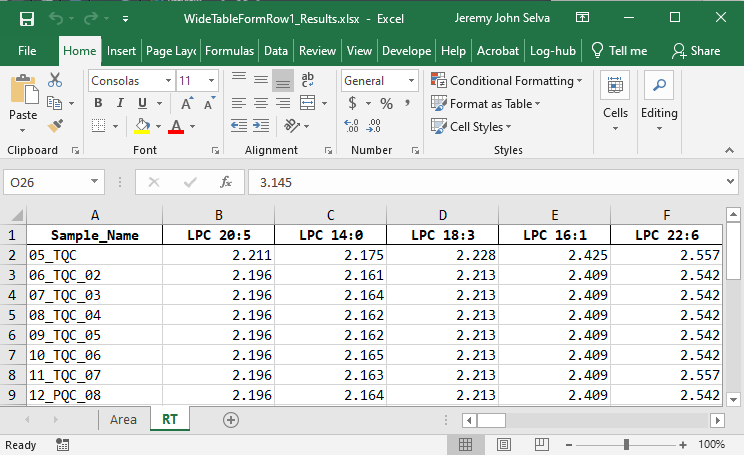 WideTableFormRow1_Results.xlsx - Excel Jeremy John Selva
File Home Insert Page Layo Formulas Data Review View Develope Help Acrobat Log-hub Tell me Share
Consolas 11 ab General Conditional Formatting
Paste B I U A A $ % , Format as Table Cells Editing
A .00 .0 Cell Styles
Clipboard Font Alignment Number Styles
O26 fx 3.145
A B C D E F
1 Sample_Name LPC 20:5 LPC 14:0 LPC 18:3 LPC 16:1 LPC 22:6
2 05_TQC 2.211 2.175 2.228 2.425 2.557
3 06_TQC_02 2.196 2.161 2.213 2.409 2.542
4 07_TQC_03 2.196 2.164 2.213 2.409 2.542
5 08_TQC_04 2.196 2.162 2.213 2.409 2.542
6 09_TQC_05 2.196 2.162 2.213 2.409 2.542
7 10_TQC_06 2.196 2.165 2.213 2.409 2.542
8 11_TQC_07 2.196 2.163 2.213 2.409 2.557
9 12_PQC_08 2.196 2.164 2.213 2.409 2.542
Area RT
Ready 100%